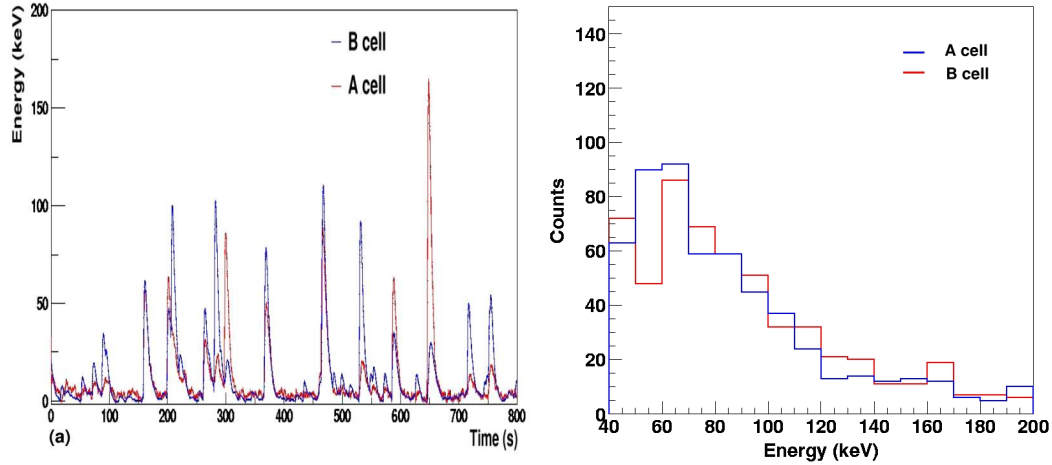 Energy (keV)
200
150
100
50
0
B cell
A cell
0 100 200 300 400 500 600 700 800
(a)
Time (s)
Counts
140
120
100
80
60
40
20
0
A cell
B cell
40 60 80 100 120 140 160 180 200
Energy (keV)